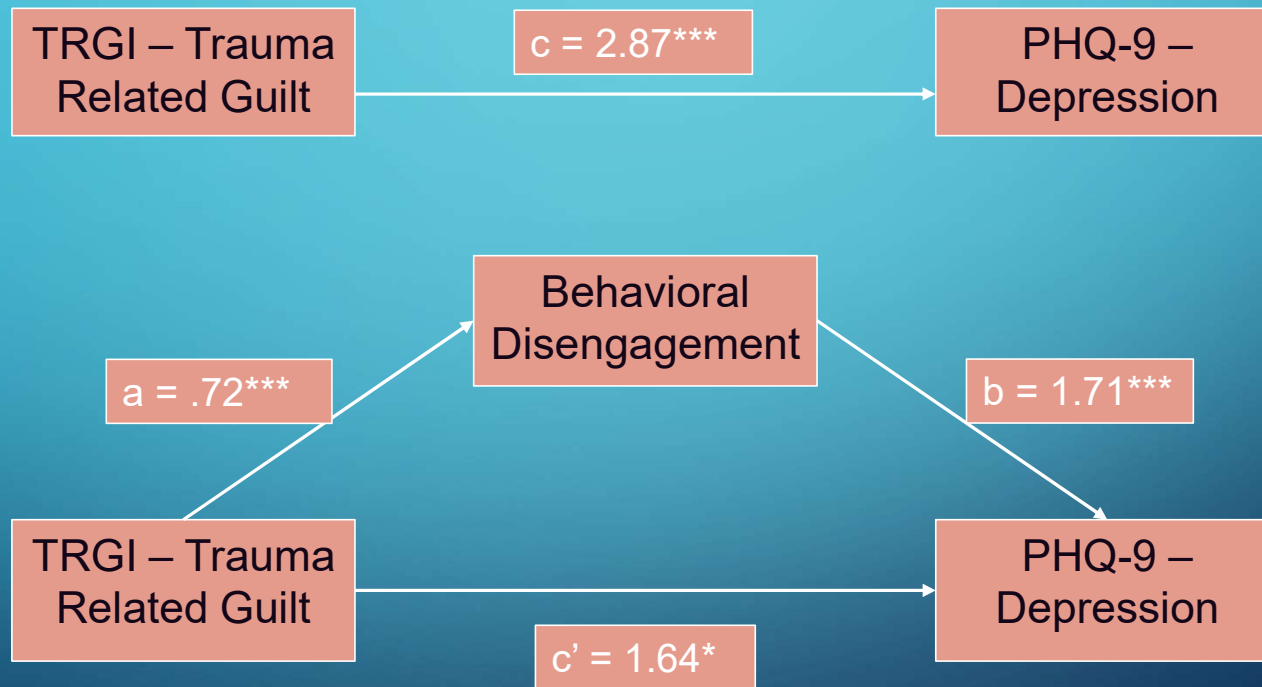 TRGI – Trauma
Related Guilt
c = 2.87***
PHQ-9 –
Depression
Behavioral
Disengagement
a = .72***
b = 1.71***
TRGI – Trauma
Related Guilt
PHQ-9 –
Depression
c’ = 1.64*